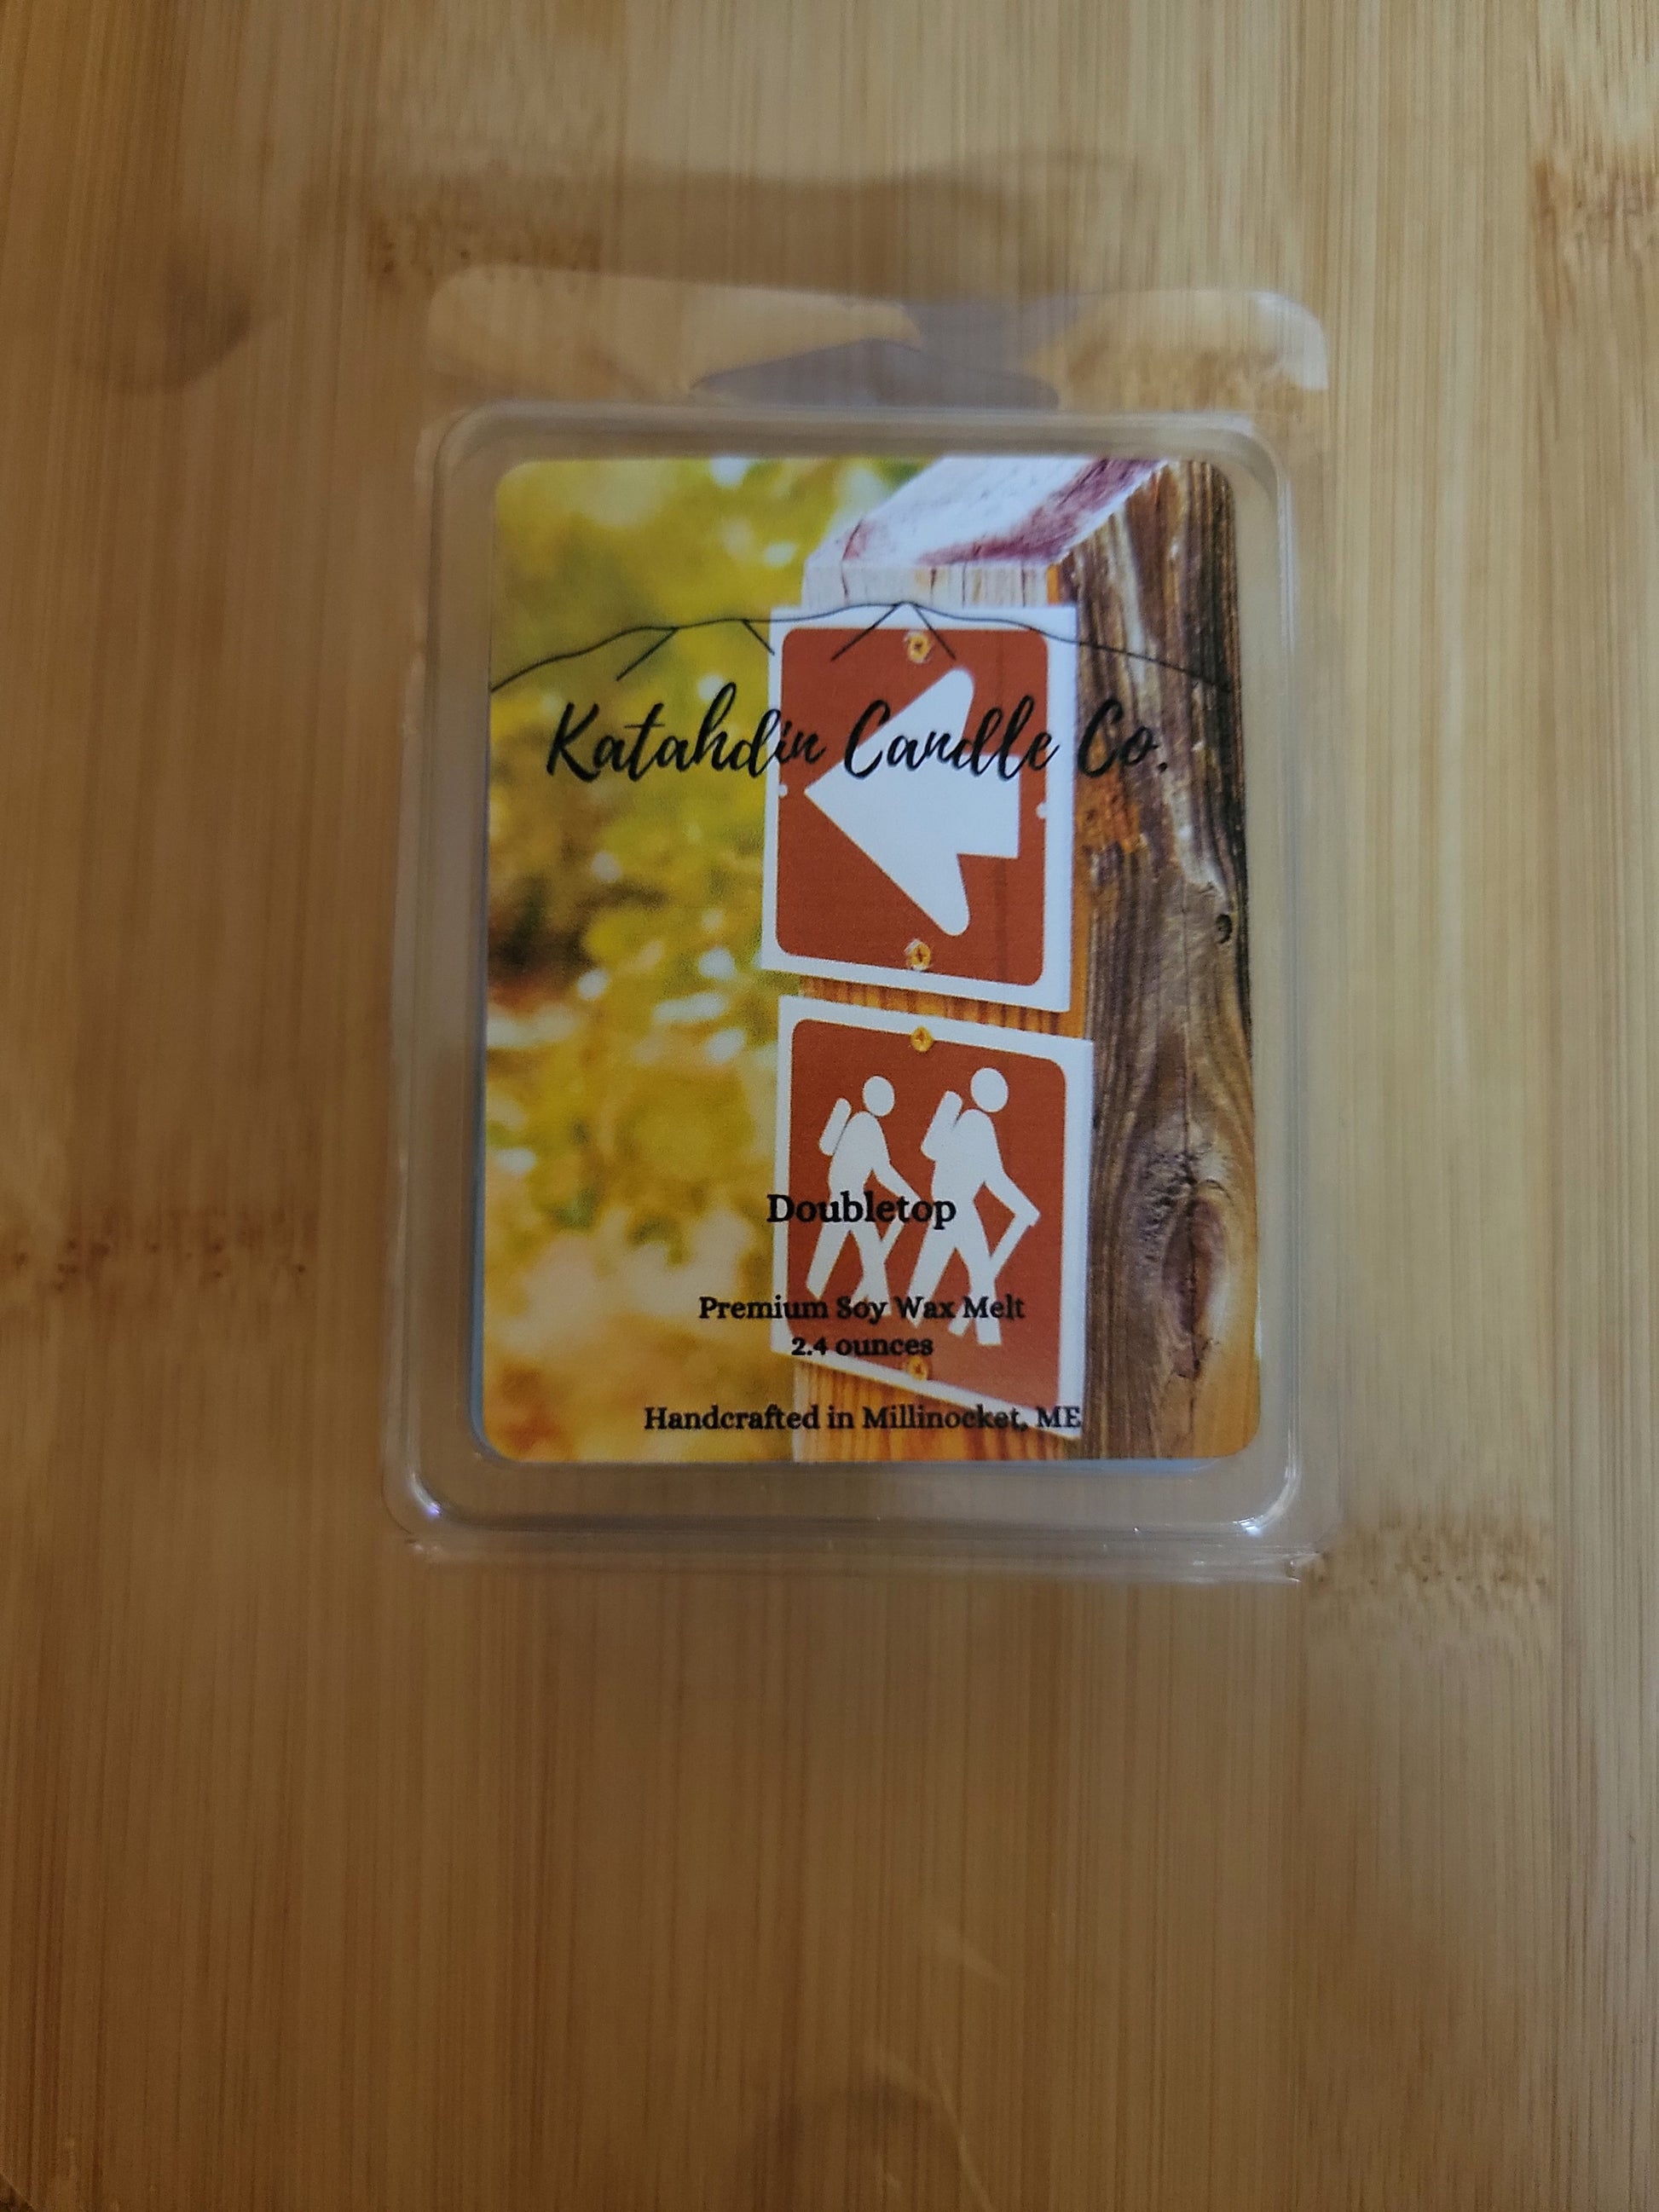 Katahdin Candle Co.
Doubletop
Premium Soy Wax Melt
2.4 ounces
Handcrafted in Millinocket, ME